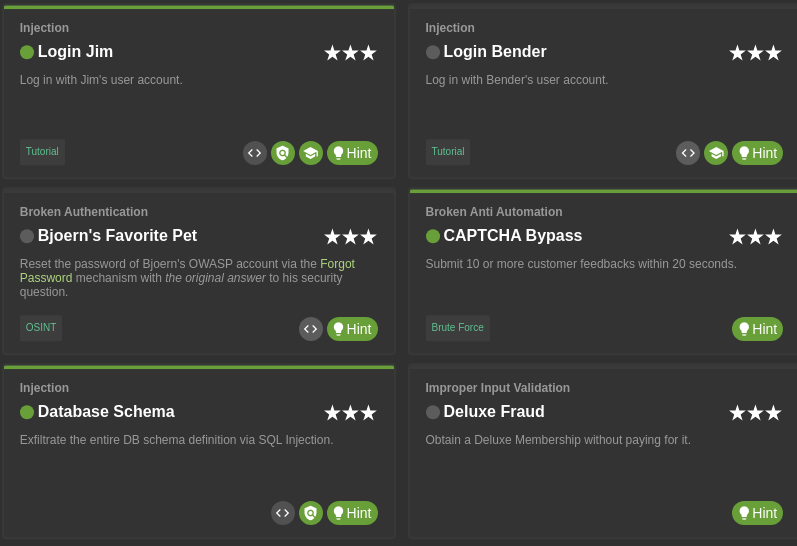 Injection
Login Jim
Log in with Jim's user account.
Tutorial
Hint
Injection
Login Bender
Log in with Bender's user account.
Tutorial
Hint
Broken Authentication
Bjoern's Favorite Pet
Reset the password of Bjoern's OWASP account via the Forgot
Password mechanism with the original answer to his security
question.
OSINT
Hint
Broken Anti Automation
CAPTCHA Bypass
Submit 10 or more customer feedbacks within 20 seconds.
Brute Force
Hint
Injection
Database Schema
Exfiltrate the entire DB schema definition via SQL Injection.
Hint
Improper Input Validation
Deluxe Fraud
Obtain a Deluxe Membership without paying for it.
Hint